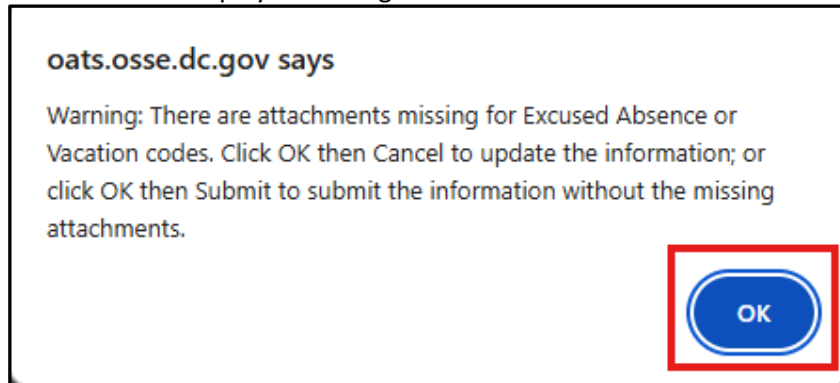 oats.osse.dc.gov says
Warning: There are attachments missing for Excused Absence or
Vacation codes. Click OK then Cancel to update the information; or
click OK then Submit to submit the information without the missing
attachments.
OK